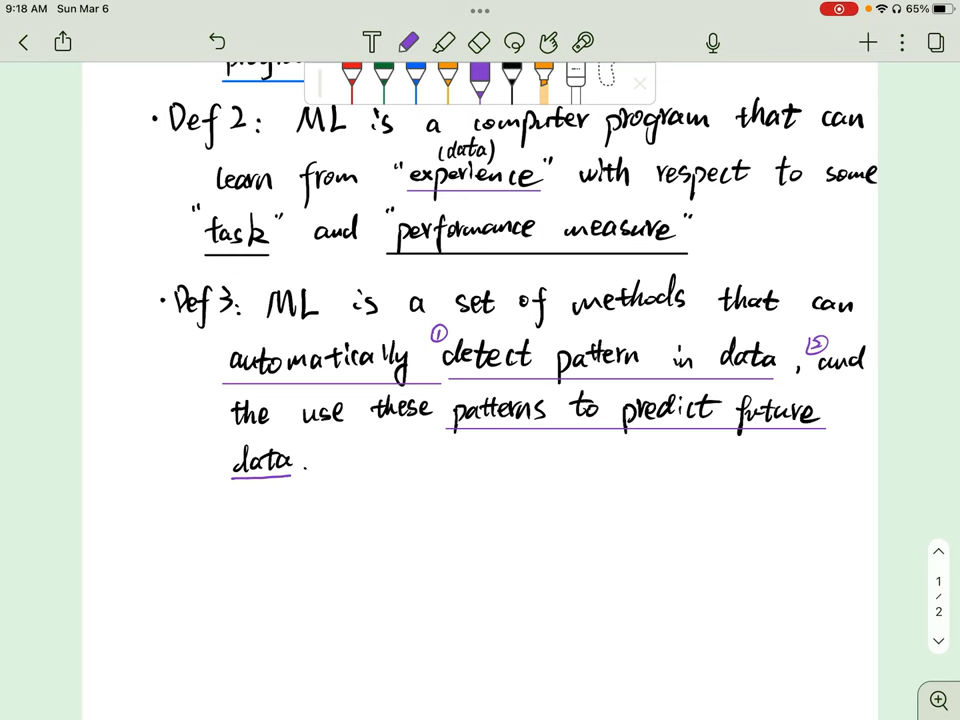 9:18 AM Sun Mar 6
65%
T
· Def 2: ML is a computer program that can
(data)
learn from "experience" with respect to some
"task" and "performance measure"
· Def 3: ML is a set of methods that can
automatically ① detect pattern in data, ② and
the use these patterns to predict future
data.
1
/
2